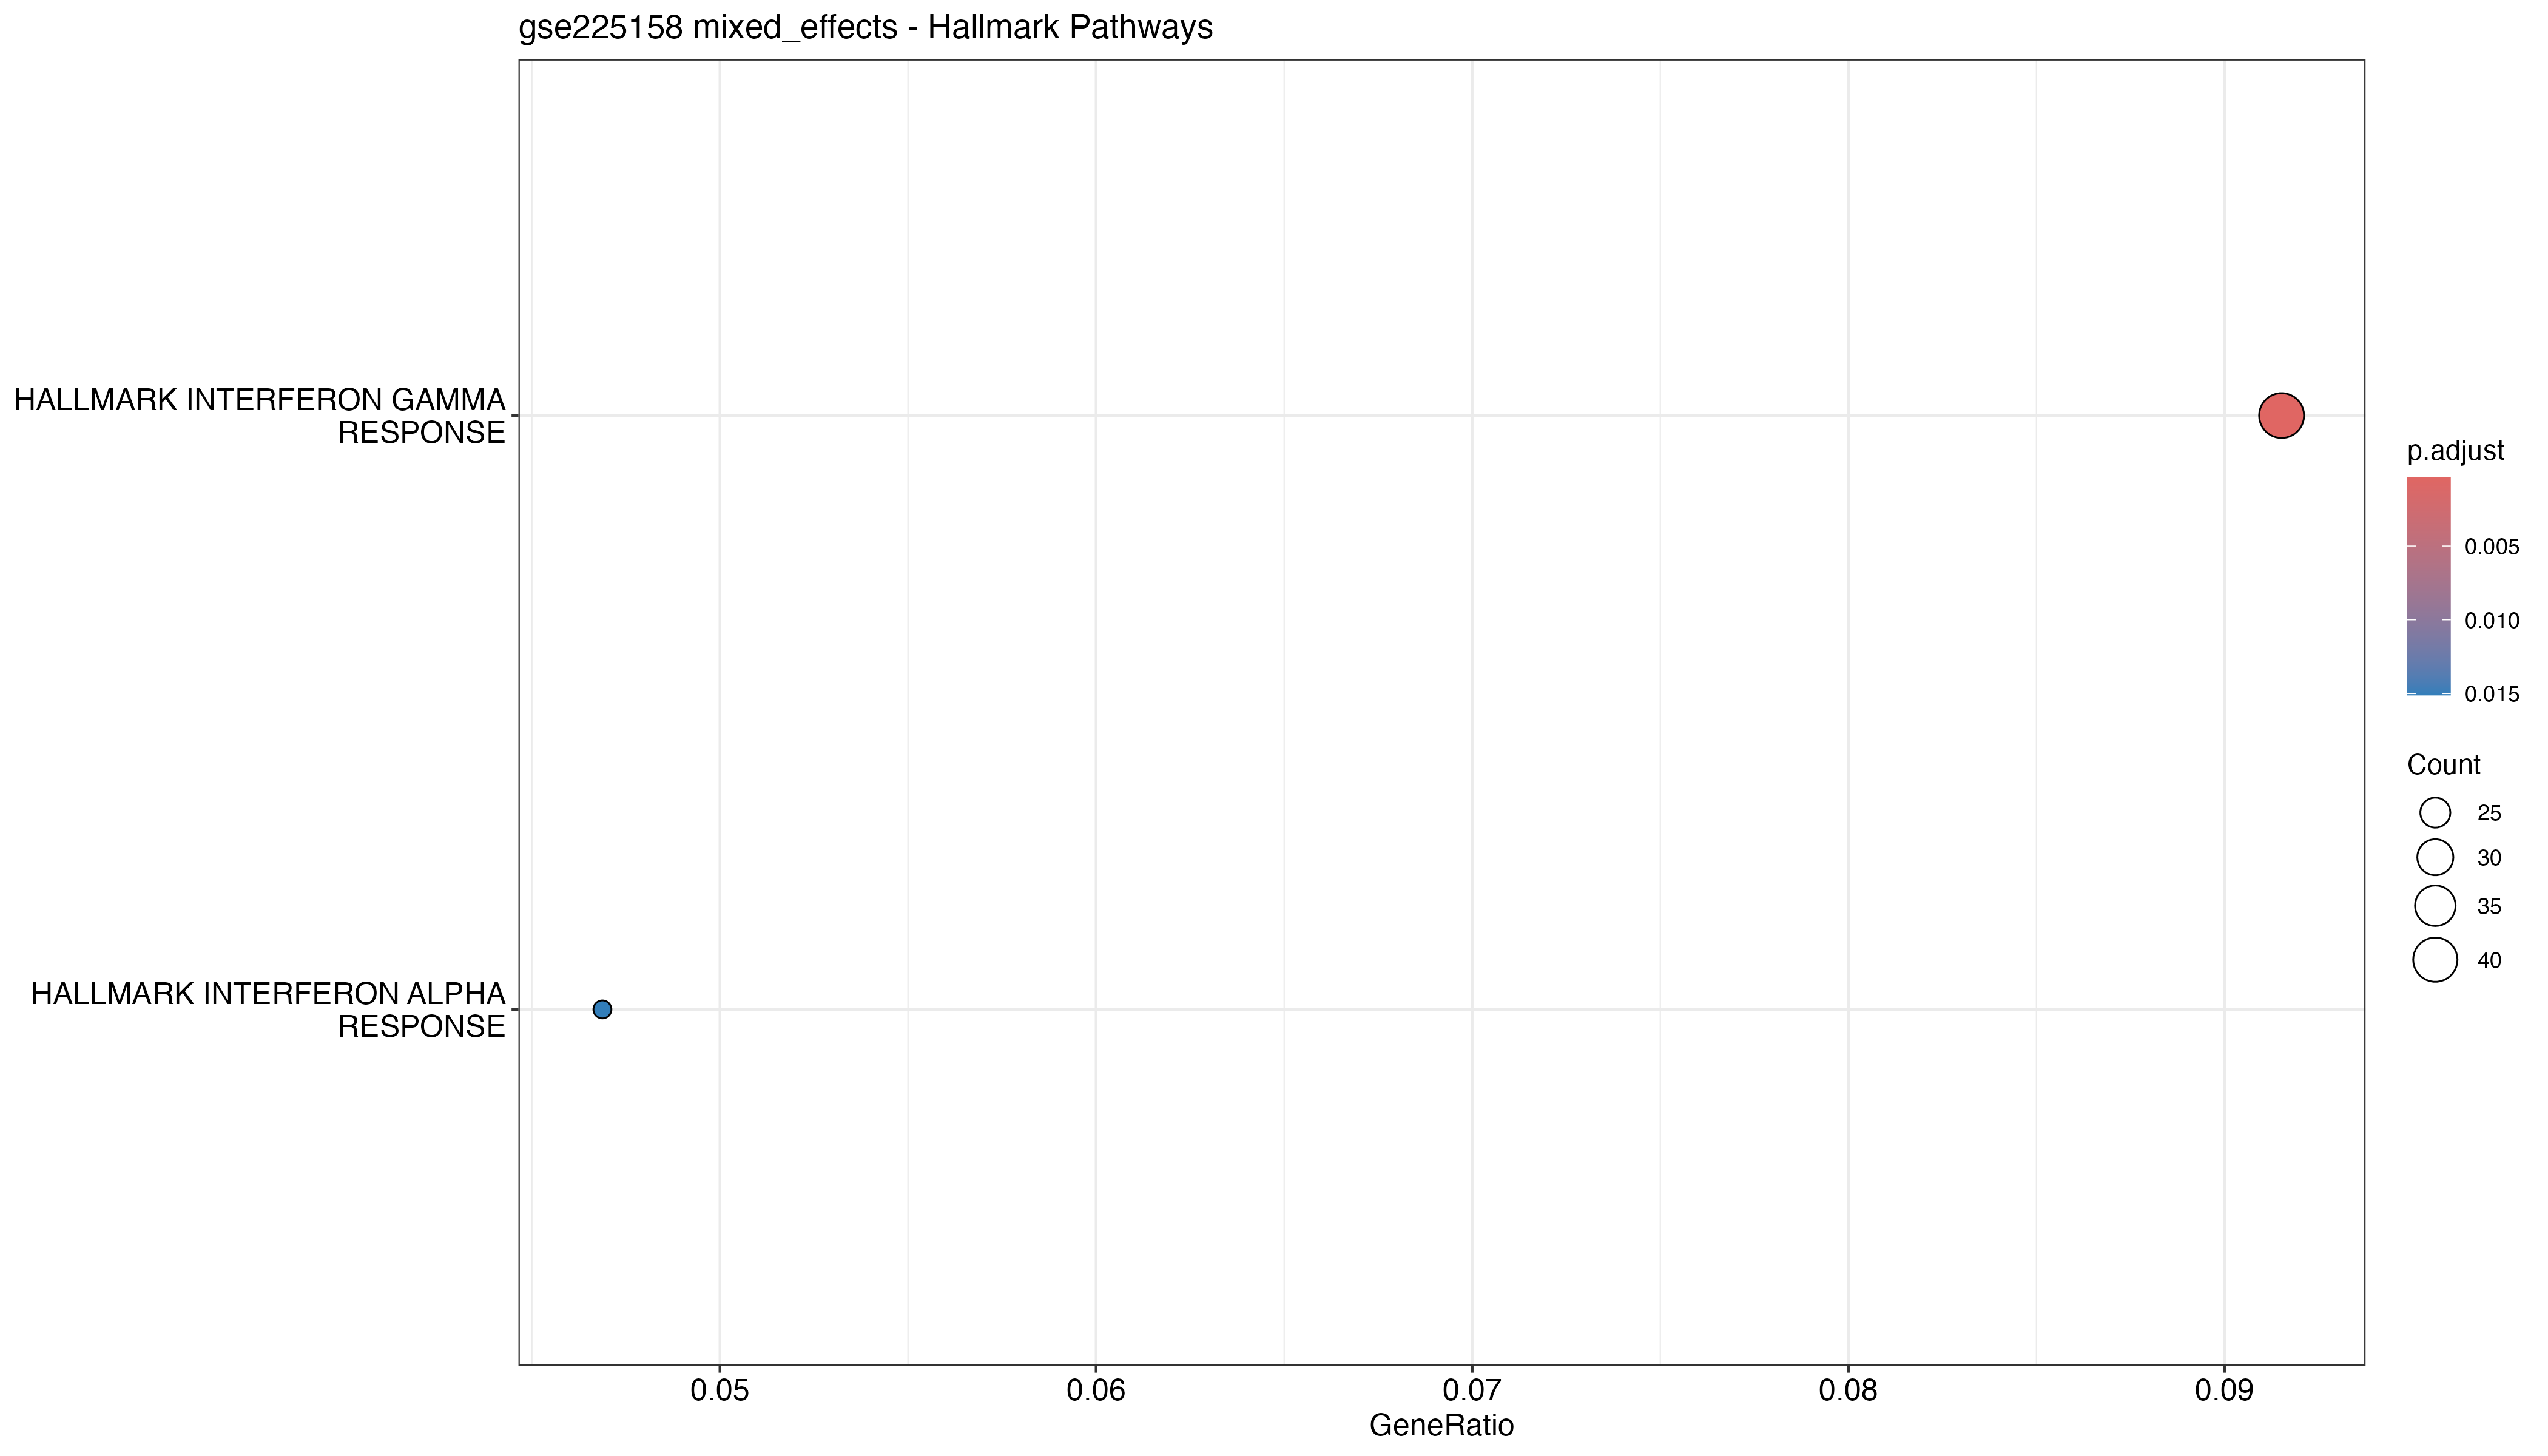 gse225158 mixed_effects - Hallmark Pathways
HALLMARK INTERFERON GAMMA
RESPONSE
HALLMARK INTERFERON ALPHA
RESPONSE
0.05
0.06
0.07
0.08
0.09
GeneRatio
p.adjust
0.005
0.010
0.015
Count
25
30
35
40